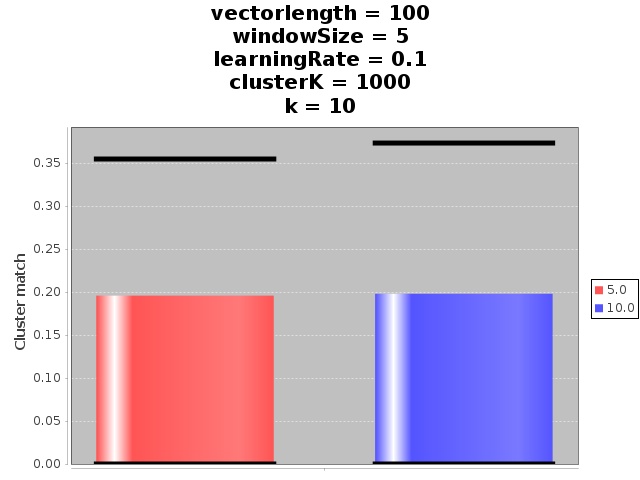 vectorlength = 100
windowSize = 5
learningRate = 0.1
clusterK = 1000
k = 10
Cluster match
0.35
0.30
0.25
0.20
0.15
0.10
0.05
0.00
5.0
10.0